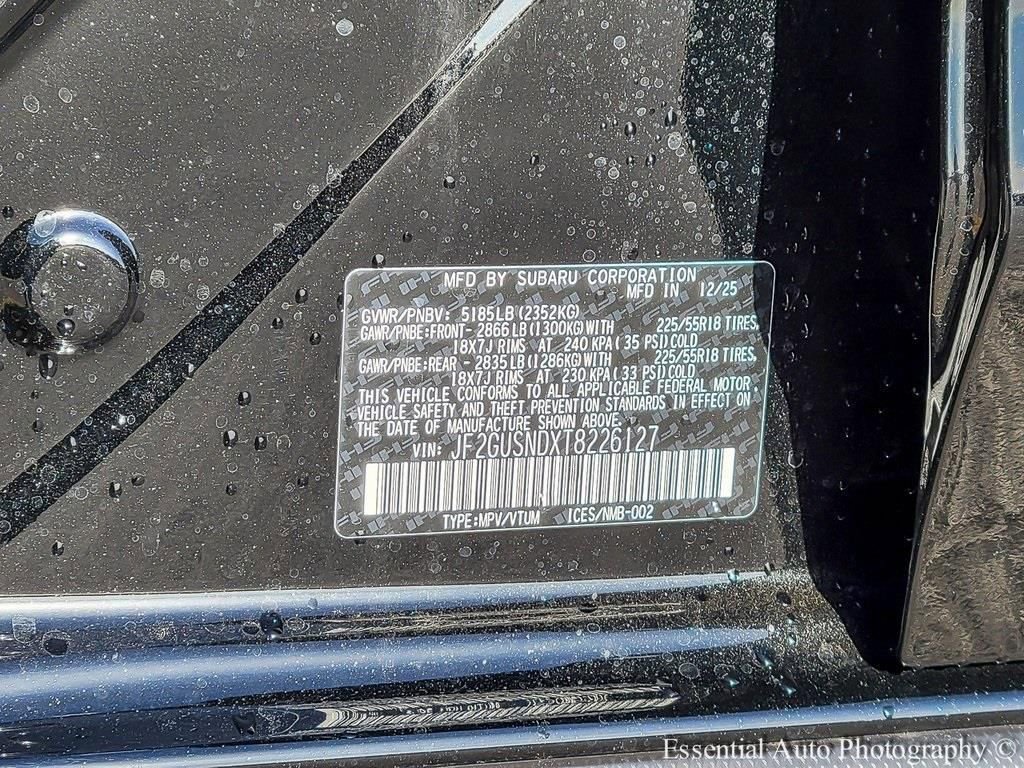 MFD BY SUBARU CORPORATION
MFD IN 12/25
GVWR/PNBV: 5185LB(2352KG)
GAWR/PNBE:FRONT- 2866LB(1300KG)WITH 225/55R18 TIRES,
18X7J RIMS AT 240 KPA(35 PSI)COLD
GAWR/PNBE:REAR - 2835LB(1286KG)WITH 225/55R18 TIRES,
18X7J RIMS AT 230 KPA(33 PSI)COLD
THIS VEHICLE CONFORMS TO ALL APPLICABLE FEDERAL MOTOR
VEHICLE SAFETY AND THEFT PREVENTION STANDARDS IN EFFECT ON
THE DATE OF MANUFACTURE SHOWN ABOVE.
VIN: JF2GUSNDXT8226127
TYPE:MPV/VTUM ICES/NMB-002
Essential Auto Photography ©